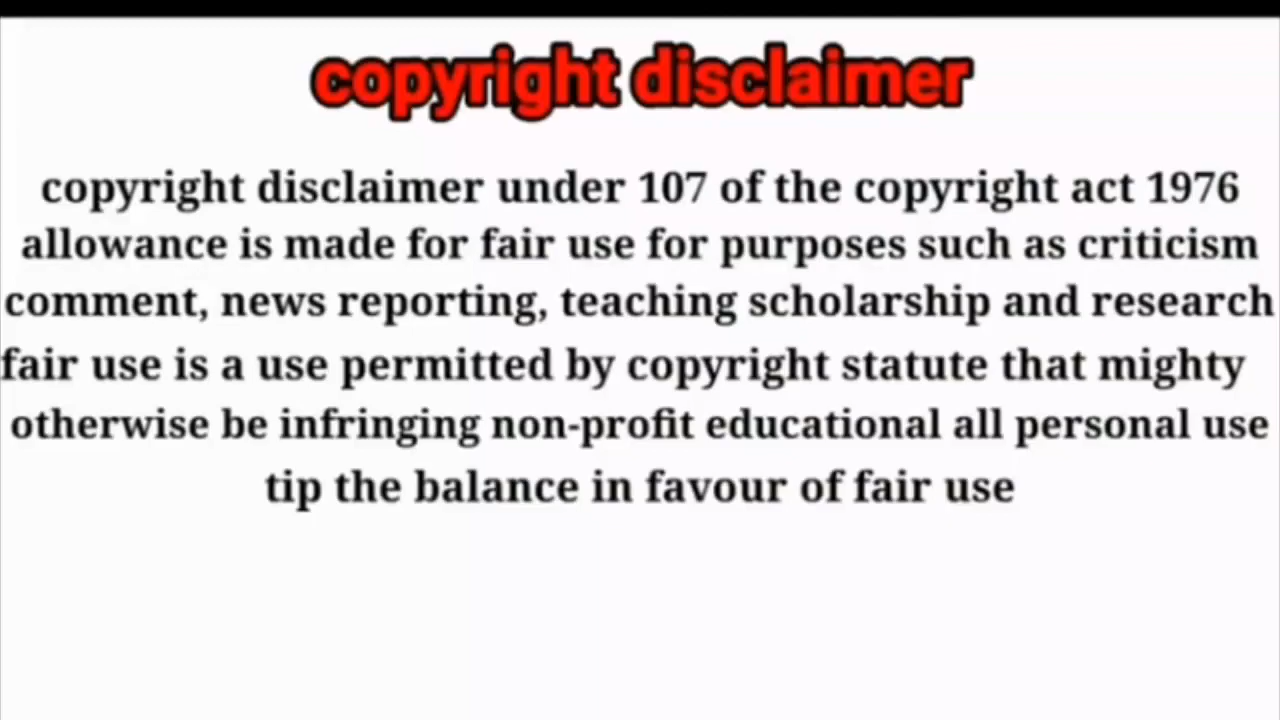 copyright disclaimer
copyright disclaimer under 107 of the copyright act 1976
allowance is made for fair use for purposes such as criticism
comment, news reporting, teaching scholarship and research
fair use is a use permitted by copyright statute that mighty
otherwise be infringing non-profit educational all personal use
tip the balance in favour of fair use